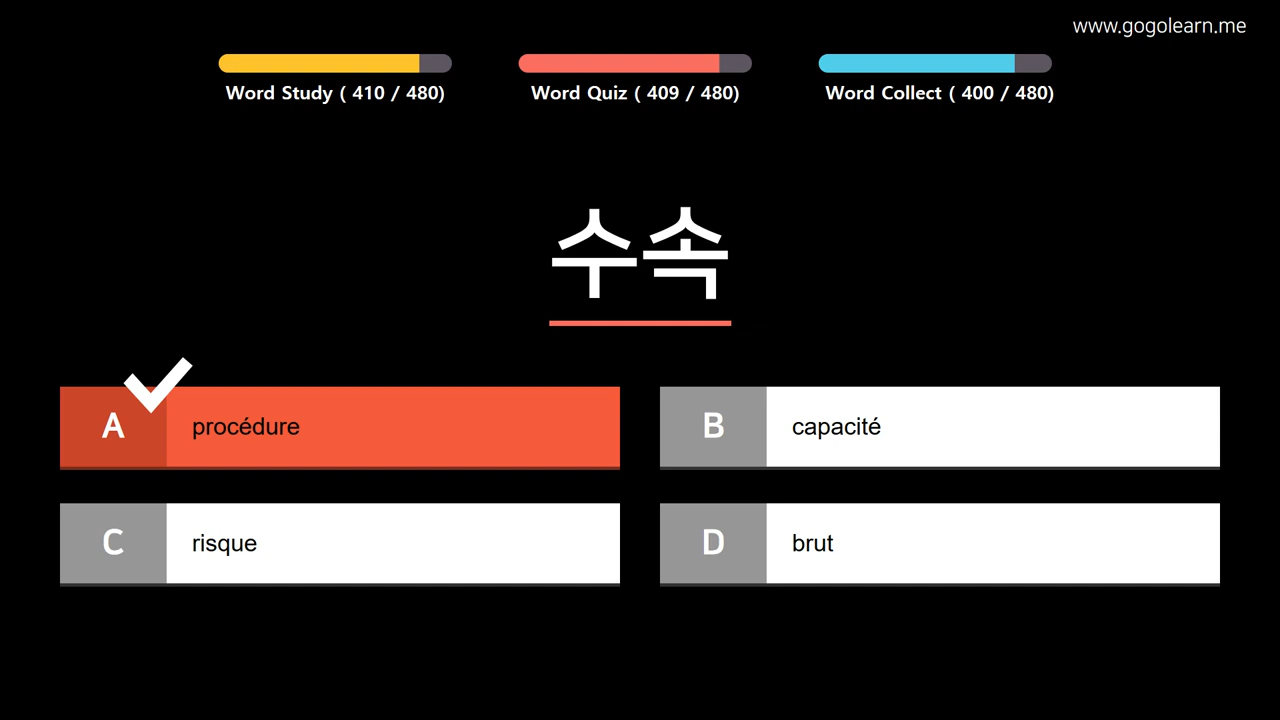 www.gogolearn.me
Word Study ( 410 / 480)
Word Quiz ( 409 / 480)
Word Collect ( 400 / 480)
수속
A procédure
B capacité
C risque
D brut